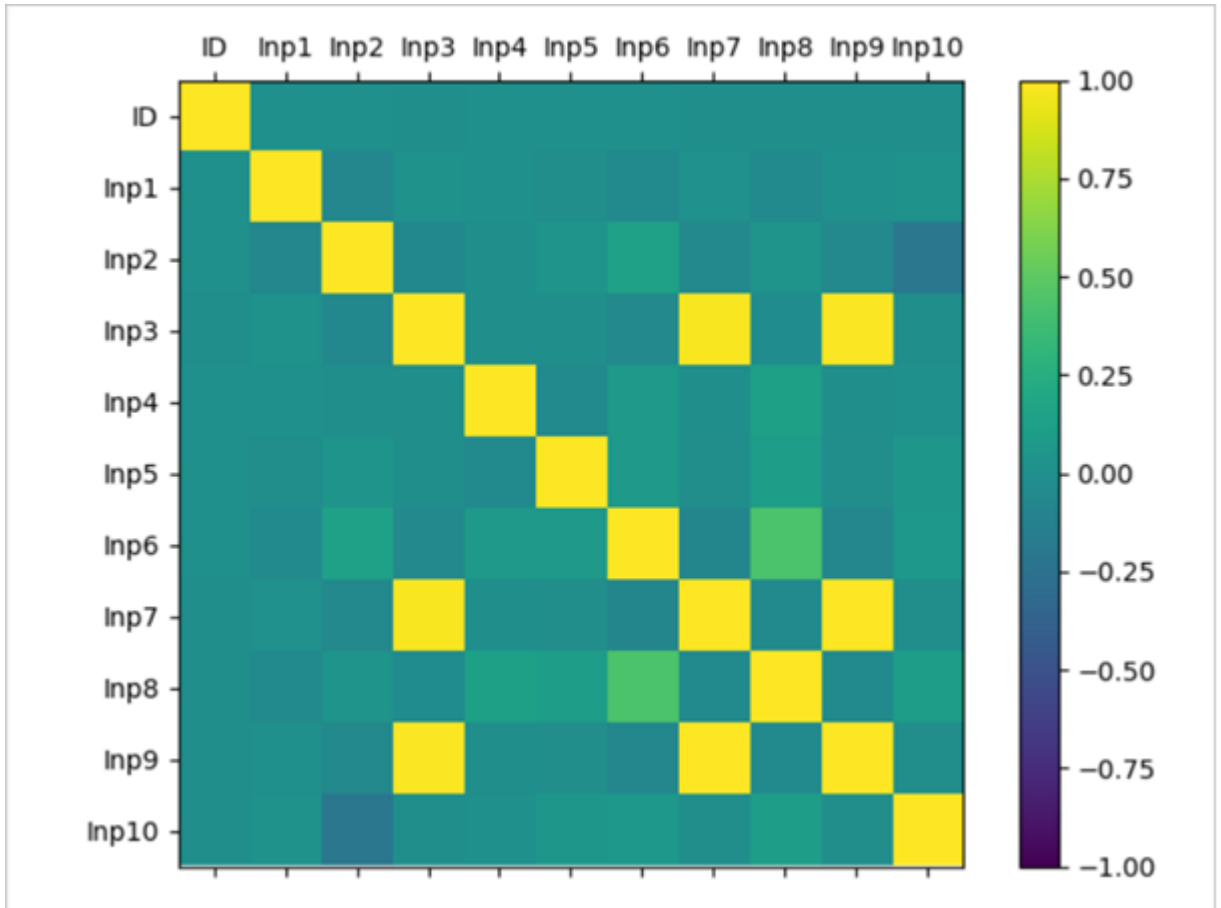 ID Inp1 Inp2 Inp3 Inp4 Inp5 Inp6 Inp7 Inp8 Inp9 Inp10
ID
Inp1
Inp2
Inp3
Inp4
Inp5
Inp6
Inp7
Inp8
Inp9
Inp10
1.00
0.75
0.50
0.25
0.00
−0.25
−0.50
−0.75
−1.00